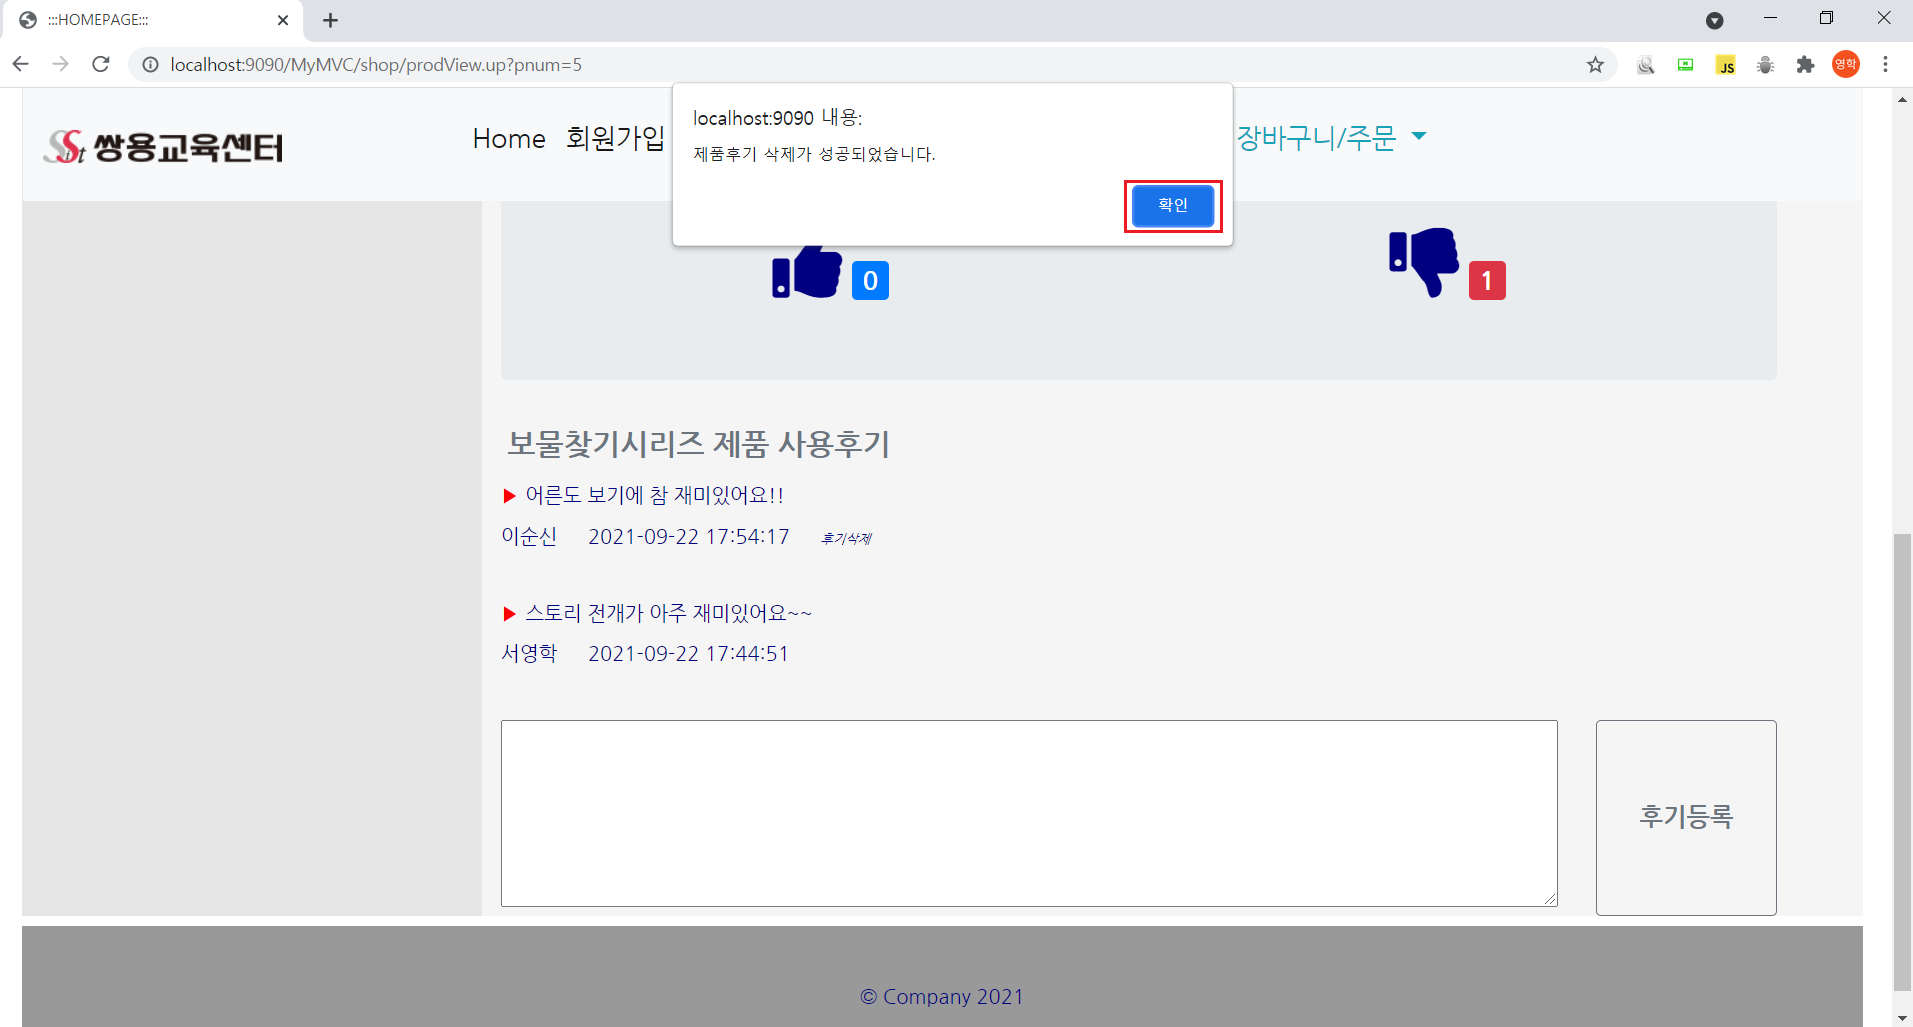 :::HOMEPAGE:::
localhost:9090/MyMVC/shop/prodView.up?pnum=5
JS
영학
SSist 쌍용교육센터
Home 회원가입
장바구니/주문
localhost:9090 내용:
제품후기 삭제가 성공되었습니다.
확인
0
1
보물찾기시리즈 제품 사용후기
▶ 어른도 보기에 참 재미있어요!!
이순신 2021-09-22 17:54:17 후기삭제
▶ 스토리 전개가 아주 재미있어요~~
서영학 2021-09-22 17:44:51
후기등록
© Company 2021